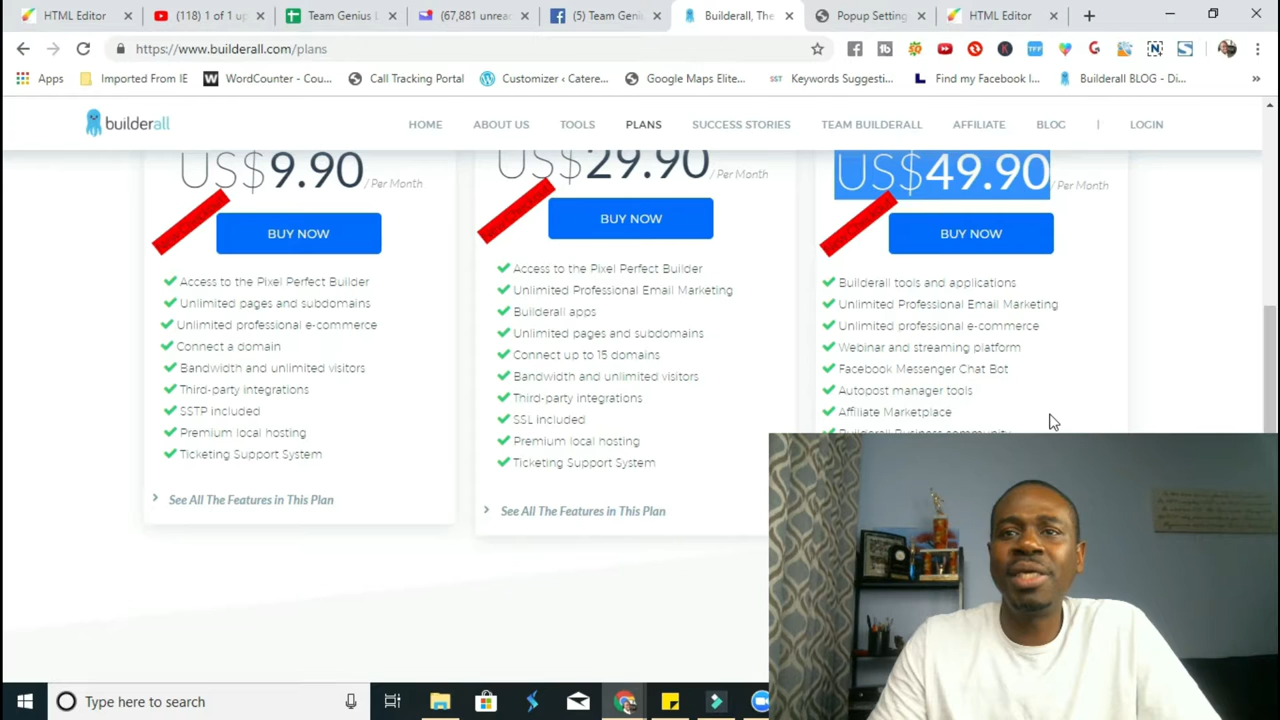 HTML Editor
(118) 1 of 1 up
Team Genius L
(67,881 unrea
(5) Team Geni
Builderall, The
Popup Setting
HTML Editor
https://www.builderall.com/plans
Apps
Imported From IE
WordCounter - Cou...
Call Tracking Portal
Customizer ‹ Catere...
Google Maps Elite...
SST Keywords Suggesti...
Find my Facebook I...
Builderall BLOG - Di...
builderall
HOME
ABOUT US
TOOLS
PLANS
SUCCESS STORIES
TEAM BUILDERALL
AFFILIATE
BLOG
|
LOGIN
US$9.90 / Per Month
BUY NOW
Access to the Pixel Perfect Builder
Unlimited pages and subdomains
Unlimited professional e-commerce
Connect a domain
Bandwidth and unlimited visitors
Third-party integrations
SSTP included
Premium local hosting
Ticketing Support System
See All The Features in This Plan
US$29.90 / Per Month
BUY NOW
Access to the Pixel Perfect Builder
Unlimited Professional Email Marketing
Builderall apps
Unlimited pages and subdomains
Connect up to 15 domains
Bandwidth and unlimited visitors
Third-party integrations
SSL included
Premium local hosting
Ticketing Support System
See All The Features in This Plan
US$49.90 / Per Month
BUY NOW
Builderall tools and applications
Unlimited Professional Email Marketing
Unlimited professional e-commerce
Webinar and streaming platform
Facebook Messenger Chat Bot
Autopost manager tools
Affiliate Marketplace
Builderall Business community
Type here to search